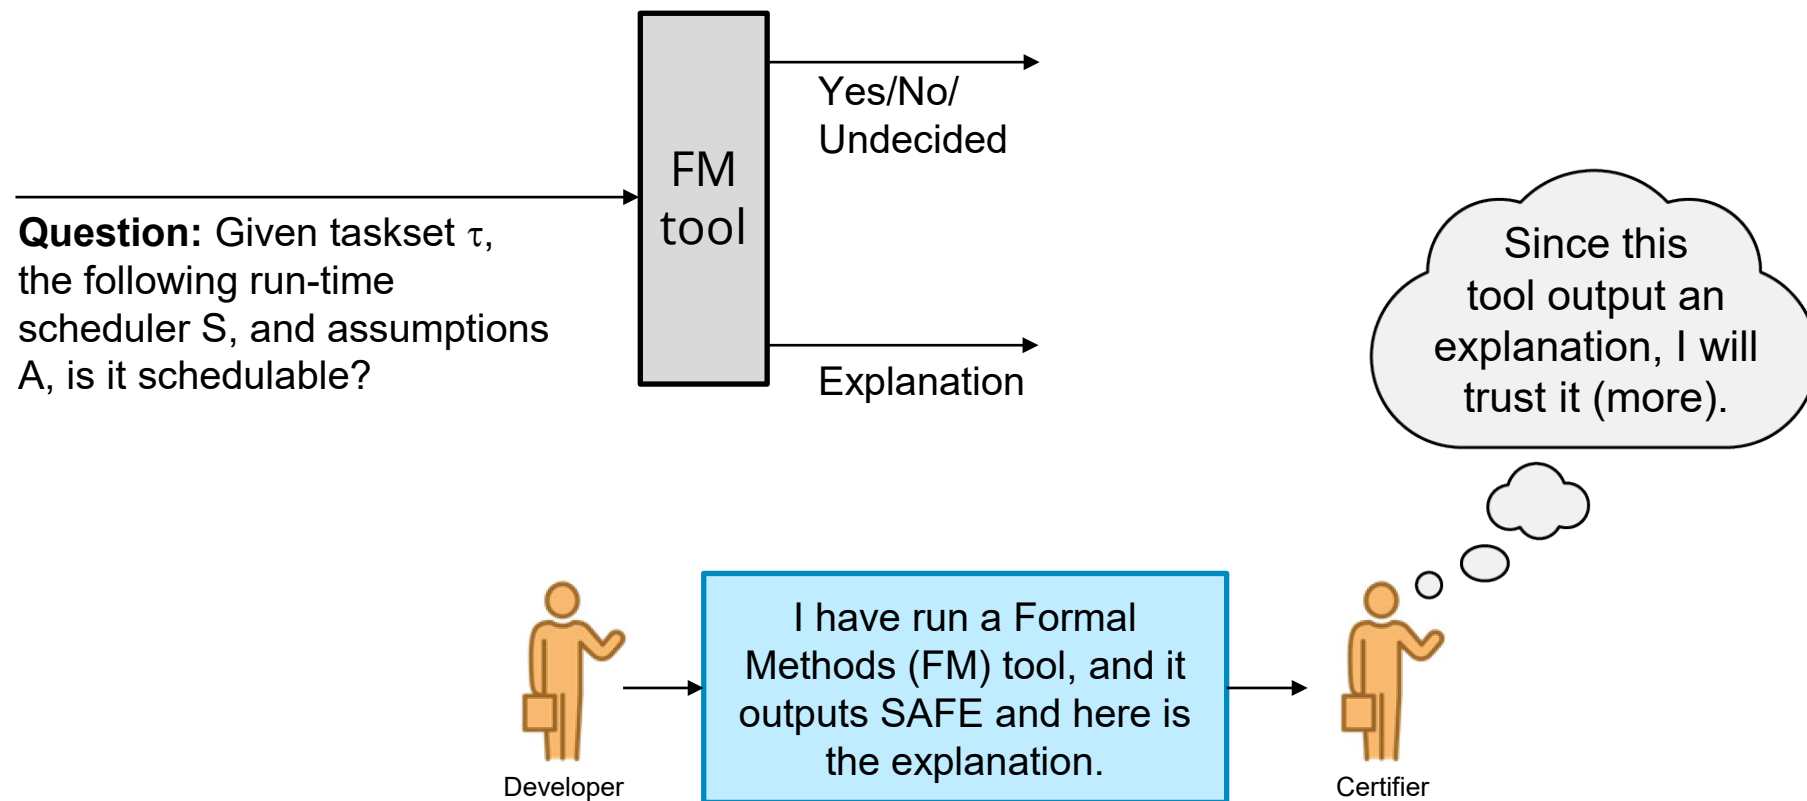 Yes/No/
Undecided
FM
tool
Question: Given taskset τ,
the following run-time
scheduler S, and assumptions
A, is it schedulable?
Explanation
Since this
tool output an
explanation, I will
trust it (more).
I have run a Formal
Methods (FM) tool, and it
outputs SAFE and here is
the explanation.
Developer
Certifier